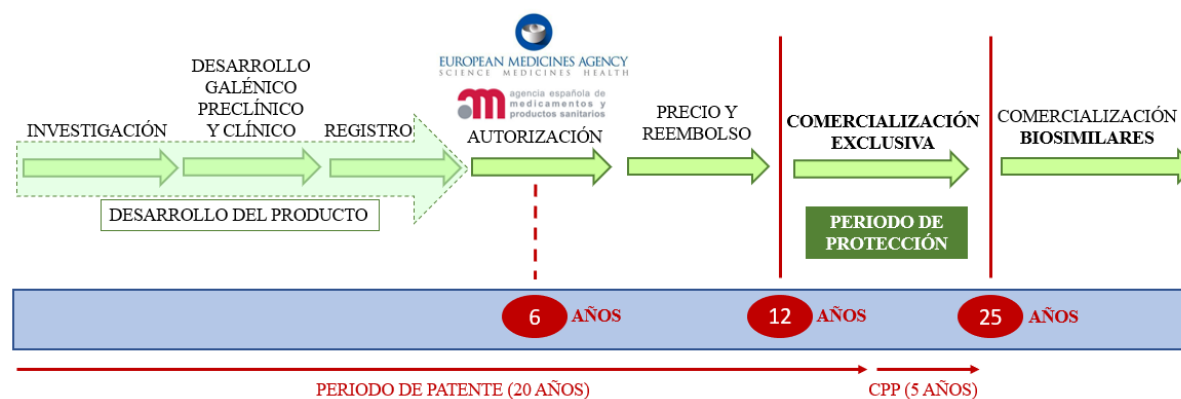 EUROPEAN MEDICINES AGENCY
SCIENCE MEDICINES HEALTH
agencia española de
medicamentos y
productos sanitarios
INVESTIGACIÓN
DESARROLLO
GALÉNICO
PRECLÍNICO
Y CLÍNICO
REGISTRO
AUTORIZACIÓN
PRECIO Y
REEMBOLSO
COMERCIALIZACIÓN
EXCLUSIVA
COMERCIALIZACIÓN
BIOSIMILARES
DESARROLLO DEL PRODUCTO
PERIODO DE
PROTECCIÓN
6 AÑOS
12 AÑOS
25 AÑOS
PERIODO DE PATENTE (20 AÑOS)
CPP (5 AÑOS)